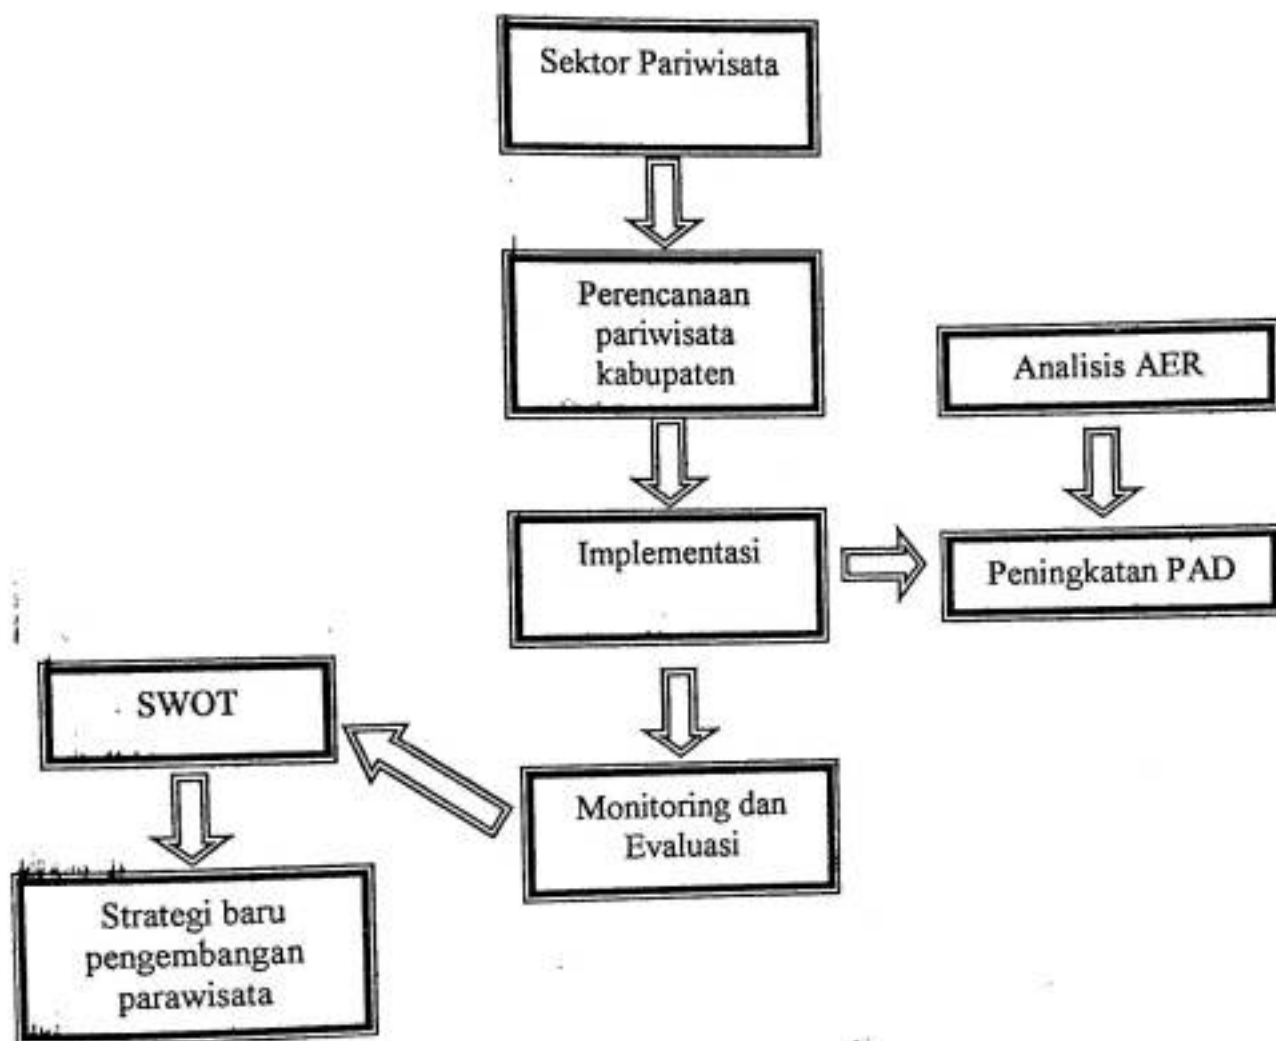 Sektor Pariwisata
Perencanaan
pariwisata
kabupaten
Analisis AER
Implementasi
Peningkatan PAD
SWOT
Monitoring dan
Evaluasi
Strategi baru
pengembangan
parawisata